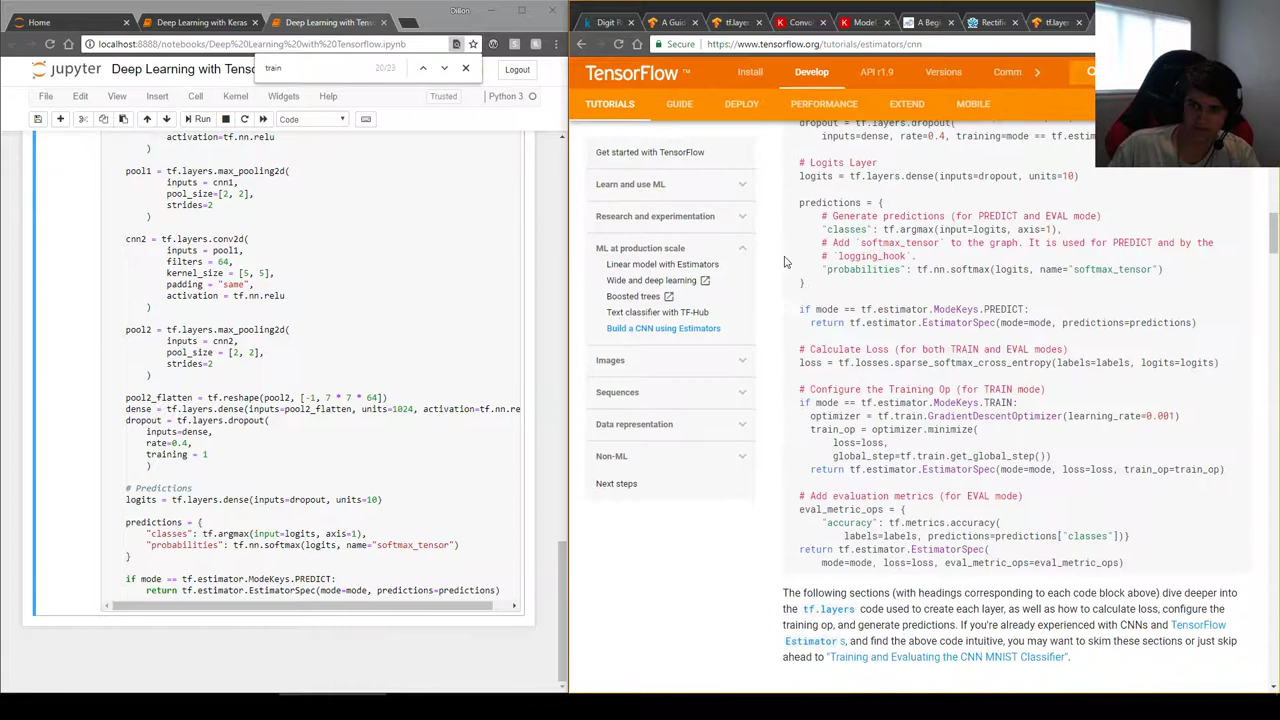 Dillon
Home
Deep Learning with Keras
Deep Learning with Tens
localhost:8888/notebooks/Deep%20Learning%20with%20Tensorflow.ipynb
train
20/23
jupyter
Deep Learning with Tenso
Logout
File Edit View Insert Cell Kernel Widgets Help
Trusted
Python 3
Run
Code
activation=tf.nn.relu
)
pool1 = tf.layers.max_pooling2d(
inputs = cnn1,
pool_size=[2, 2],
strides=2
)
cnn2 = tf.layers.conv2d(
inputs = pool1,
filters = 64,
kernel_size = [5, 5],
padding = "same",
activation = tf.nn.relu
)
pool2 = tf.layers.max_pooling2d(
inputs = cnn2,
pool_size = [2, 2],
strides=2
)
pool2_flatten = tf.reshape(pool2, [-1, 7 * 7 * 64])
dense = tf.layers.dense(inputs=pool2_flatten, units=1024, activation=tf.nn.re
dropout = tf.layers.dropout(
inputs=dense,
rate=0.4,
training = 1
)
# Predictions
logits = tf.layers.dense(inputs=dropout, units=10)
predictions = {
"classes": tf.argmax(input=logits, axis=1),
"probabilities": tf.nn.softmax(logits, name="softmax_tensor")
}
if mode == tf.estimator.ModeKeys.PREDICT:
return tf.estimator.EstimatorSpec(mode=mode, predictions=predictions)
Digit R
A Guid
tf.layer
Convol
Model
A Begi
Rectifi
tf.layer
Secure
https://www.tensorflow.org/tutorials/estimators/cnn
TensorFlow™
Install Develop API r1.9 Versions Comm
TUTORIALS GUIDE DEPLOY PERFORMANCE EXTEND MOBILE
Get started with TensorFlow
Learn and use ML
Research and experimentation
ML at production scale
Linear model with Estimators
Wide and deep learning
Boosted trees
Text classifier with TF-Hub
Build a CNN using Estimators
Images
Sequences
Data representation
Non-ML
Next steps
dropout = tf.layers.dropout(
inputs=dense, rate=0.4, training=mode == tf.estim
# Logits Layer
logits = tf.layers.dense(inputs=dropout, units=10)
predictions = {
# Generate predictions (for PREDICT and EVAL mode)
"classes": tf.argmax(input=logits, axis=1),
# Add `softmax_tensor` to the graph. It is used for PREDICT and by the
# `logging_hook`.
"probabilities": tf.nn.softmax(logits, name="softmax_tensor")
}
if mode == tf.estimator.ModeKeys.PREDICT:
return tf.estimator.EstimatorSpec(mode=mode, predictions=predictions)
# Calculate Loss (for both TRAIN and EVAL modes)
loss = tf.losses.sparse_softmax_cross_entropy(labels=labels, logits=logits)
# Configure the Training Op (for TRAIN mode)
if mode == tf.estimator.ModeKeys.TRAIN:
optimizer = tf.train.GradientDescentOptimizer(learning_rate=0.001)
train_op = optimizer.minimize(
loss=loss,
global_step=tf.train.get_global_step())
return tf.estimator.EstimatorSpec(mode=mode, loss=loss, train_op=train_op)
# Add evaluation metrics (for EVAL mode)
eval_metric_ops = {
"accuracy": tf.metrics.accuracy(
labels=labels, predictions=predictions["classes"])}
return tf.estimator.EstimatorSpec(
mode=mode, loss=loss, eval_metric_ops=eval_metric_ops)
The following sections (with headings corresponding to each code block above) dive deeper into
the tf.layers code used to create each layer, as well as how to calculate loss, configure the
training op, and generate predictions. If you're already experienced with CNNs and TensorFlow
Estimators, and find the above code intuitive, you may want to skim these sections or just skip
ahead to "Training and Evaluating the CNN MNIST Classifier".